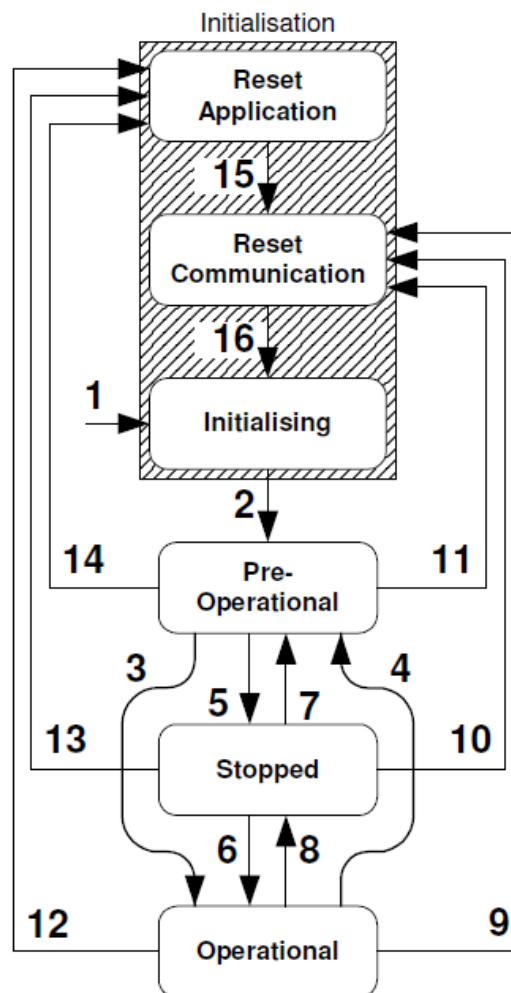 Initialisation
Reset
Application
15
Reset
Communication
16
1
Initialising
2
14
Pre-
Operational
11
3
5
7
4
13
Stopped
10
6
8
12
Operational
9